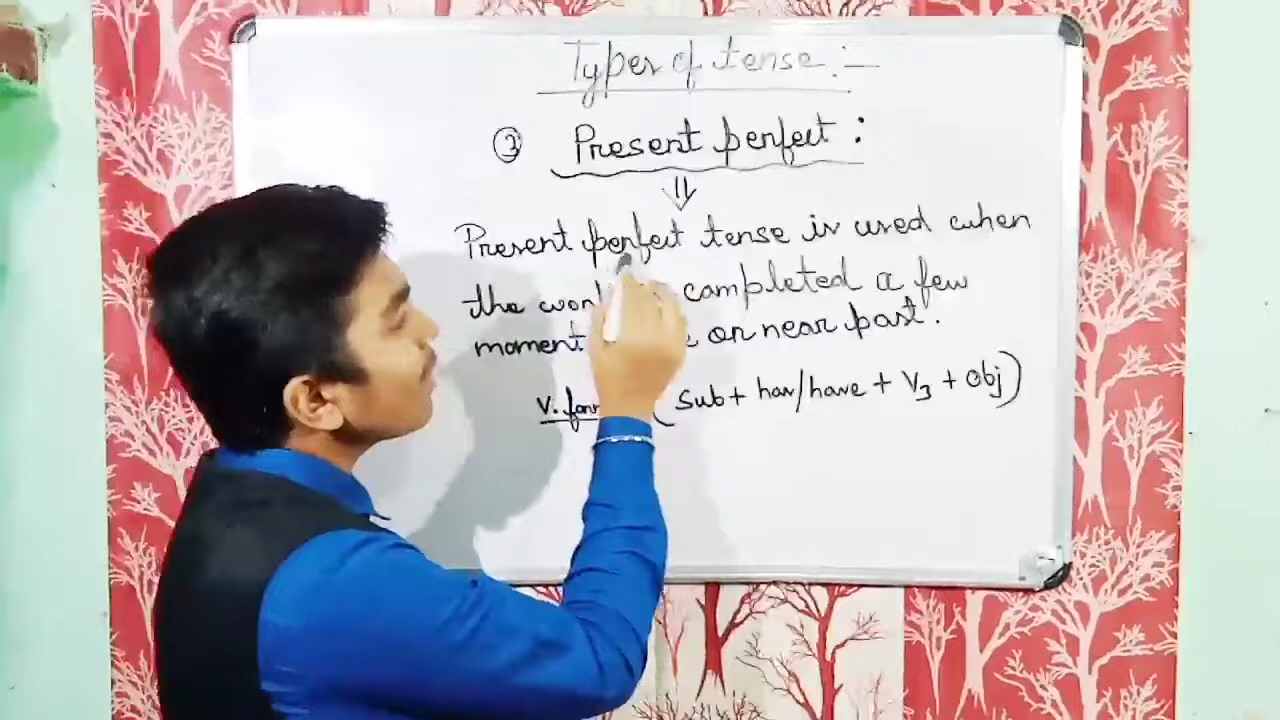 Types of tense :-
③ Present perfect :
⇓
Present perfect tense is used when
the work completed a few
moment or near past.
V. for (Sub + has/have + V3 + Obj)